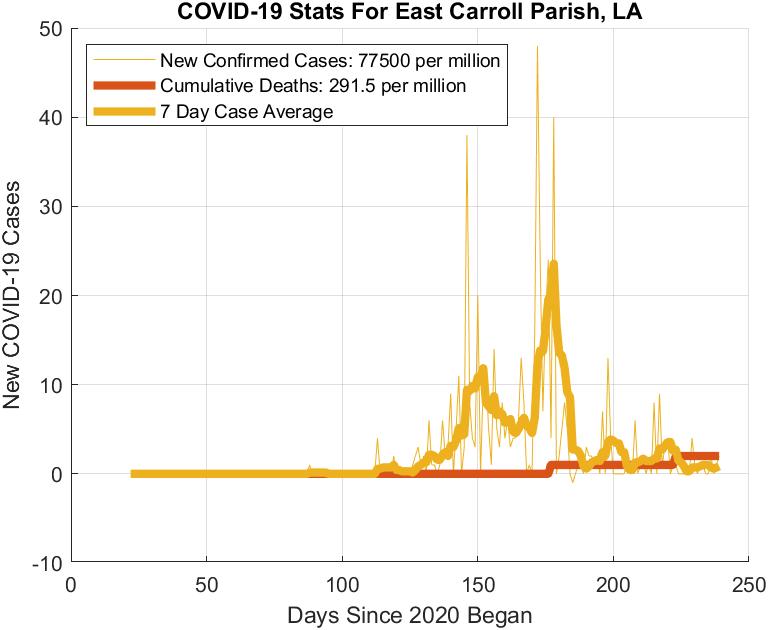 COVID-19 Stats For East Carroll Parish, LA
New Confirmed Cases: 77500 per million
Cumulative Deaths: 291.5 per million
7 Day Case Average
New COVID-19 Cases
50
40
30
20
10
0
-10
0 50 100 150 200 250
Days Since 2020 Began